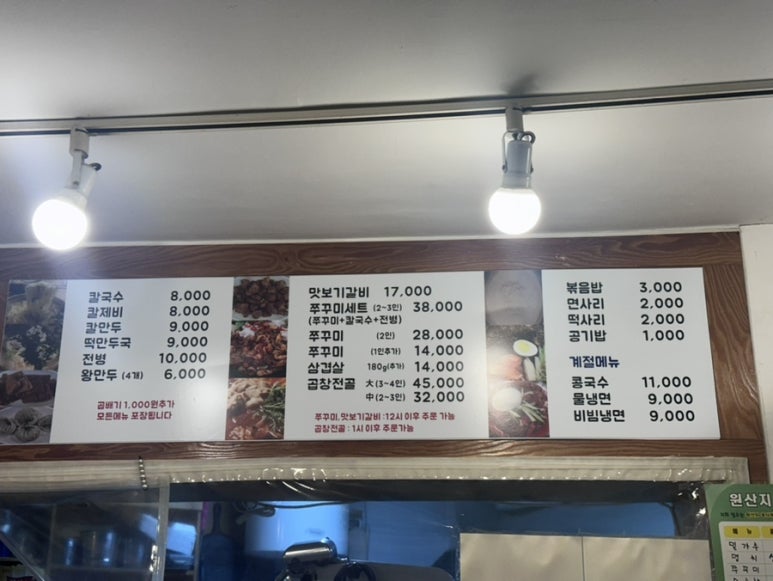 칼국수 8,000
칼제비 8,000
칼만두 9,000
떡만두국 9,000
전병 10,000
왕만두 (4개) 6,000
곱배기 1,000원추가
모든메뉴 포장됩니다
맛보기갈비 17,000
쭈꾸미세트 (2~3인) 38,000
(쭈꾸미+칼국수+전병)
쭈꾸미 (2인) 28,000
쭈꾸미 (1인추가) 14,000
삼겹살 180g(추가) 14,000
곱창전골 大(3~4인) 45,000
中(2~3인) 32,000
쭈꾸미, 맛보기갈비 : 12시 이후 주문 가능
곱창전골 : 1시 이후 주문가능
볶음밥 3,000
면사리 2,000
떡사리 2,000
공기밥 1,000
계절메뉴
콩국수 11,000
물냉면 9,000
비빔냉면 9,000
원산지
메뉴
쭈꾸미